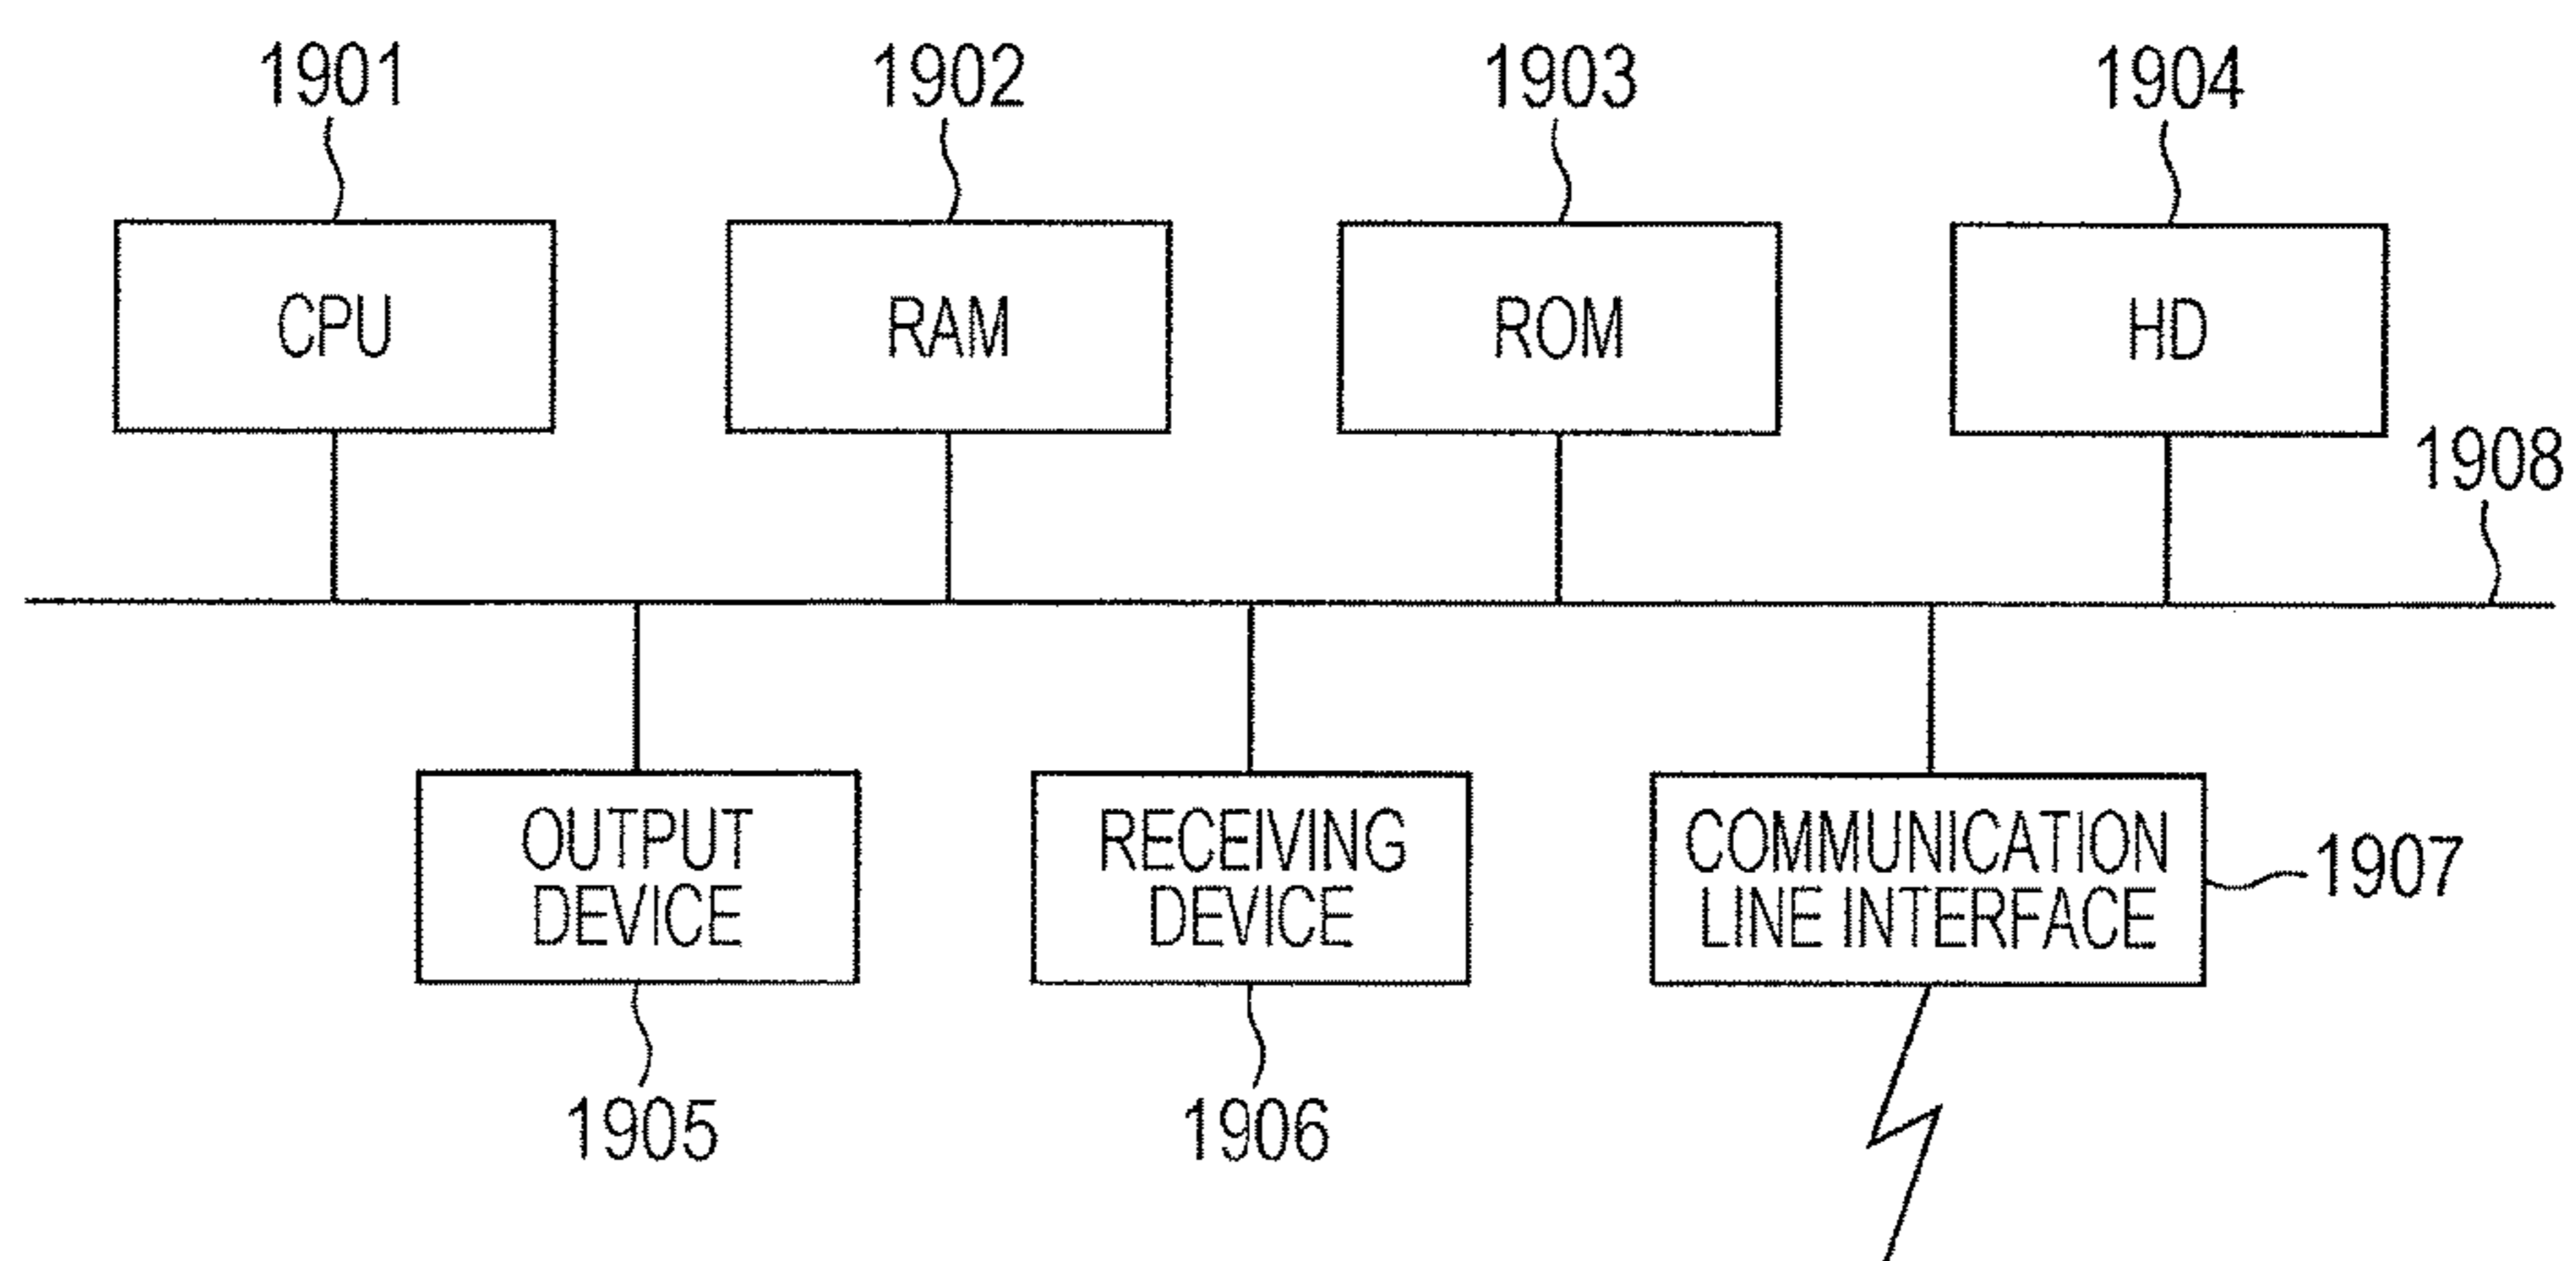 1901
1902
1903
1904
CPU
RAM
ROM
HD
1908
OUTPUT
DEVICE
RECEIVING
DEVICE
COMMUNICATION
LINE INTERFACE
1907
1905
1906